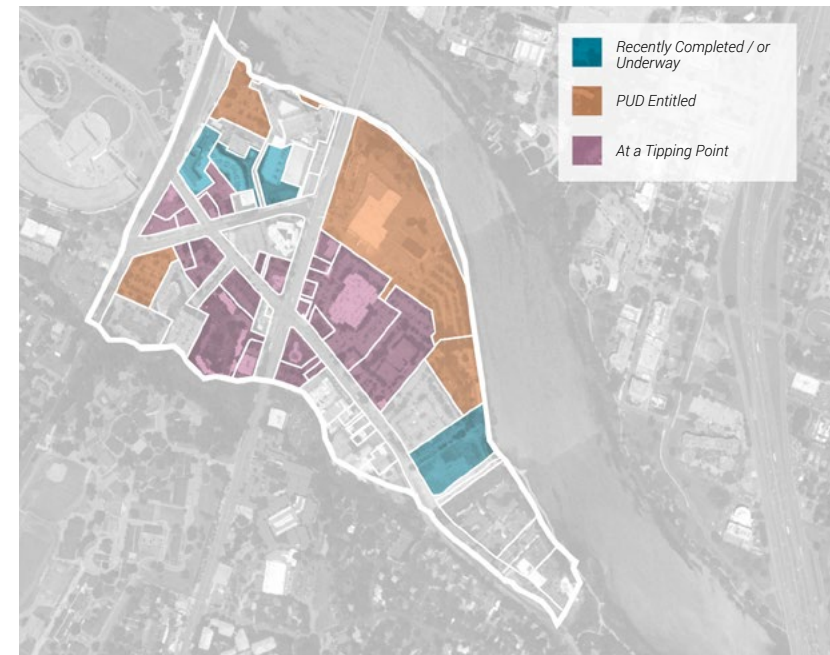 Recently Completed / or
Underway
PUD Entitled
At a Tipping Point